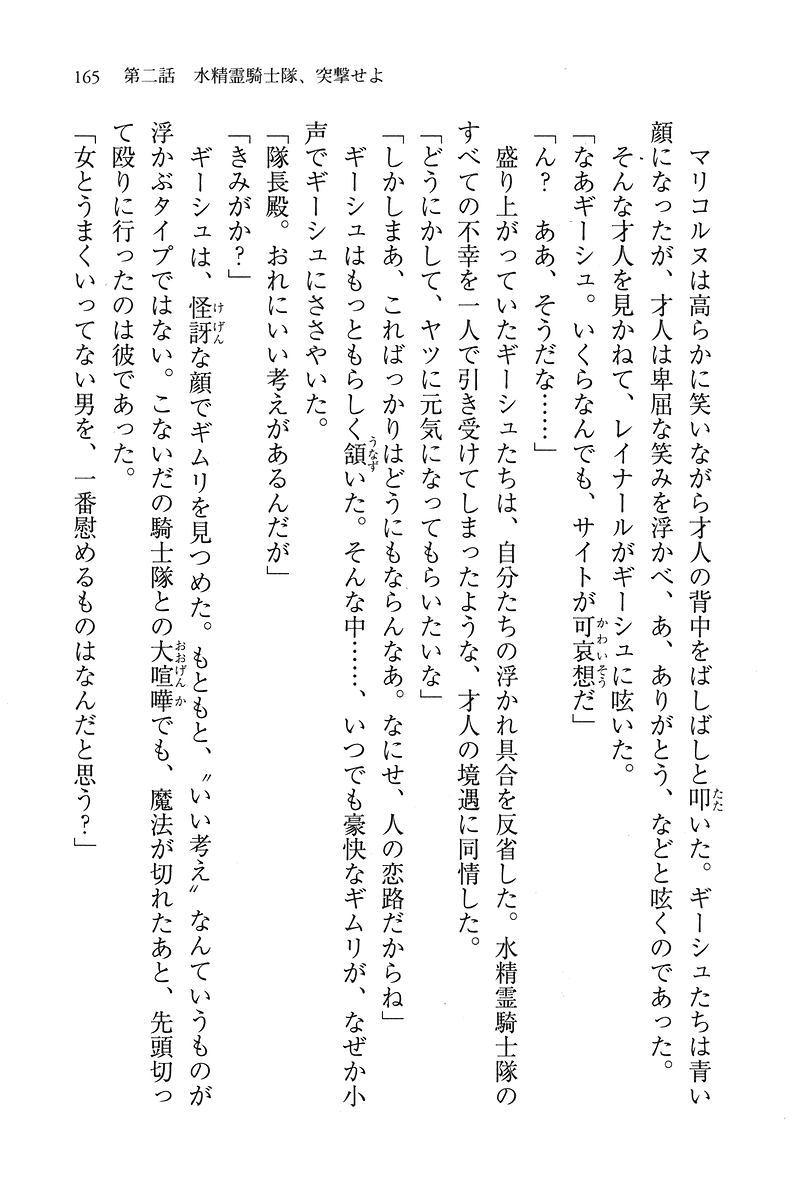 165　第二話　水精霊騎士隊、突撃せよ
　マリコルヌは高らかに笑いながら才人の背中をばしばしと叩いた。ギーシュたちは青い
顔になったが、才人は卑屈な笑みを浮かべ、あ、ありがとう、などと呟くのであった。
　そんな才人を見かねて、レイナールがギーシュに呟いた。
「なあギーシュ。いくらなんでも、サイトが可哀想だ」
「ん？　ああ、そうだな……」
　盛り上がっていたギーシュたちは、自分たちの浮かれ具合を反省した。水精霊騎士隊の
すべての不幸を一人で引き受けてしまったような、才人の境遇に同情した。
「どうにかして、ヤツに元気になってもらいたいな」
「しかしまあ、こればっかりはどうにもならんなあ。なにせ、人の恋路だからね」
　ギーシュはもっともらしく頷いた。そんな中……、いつでも豪快なギムリが、なぜか小
声でギーシュにささやいた。
「隊長殿。おれにいい考えがあるんだが」
「きみがか？」
　ギーシュは、怪訝な顔でギムリを見つめた。もともと、〝いい考え〟なんていうものが
浮かぶタイプではない。こないだの騎士隊との大喧嘩でも、魔法が切れたあと、先頭切っ
て殴りに行ったのは彼であった。
「女とうまくいってない男を、一番慰めるものはなんだと思う？」